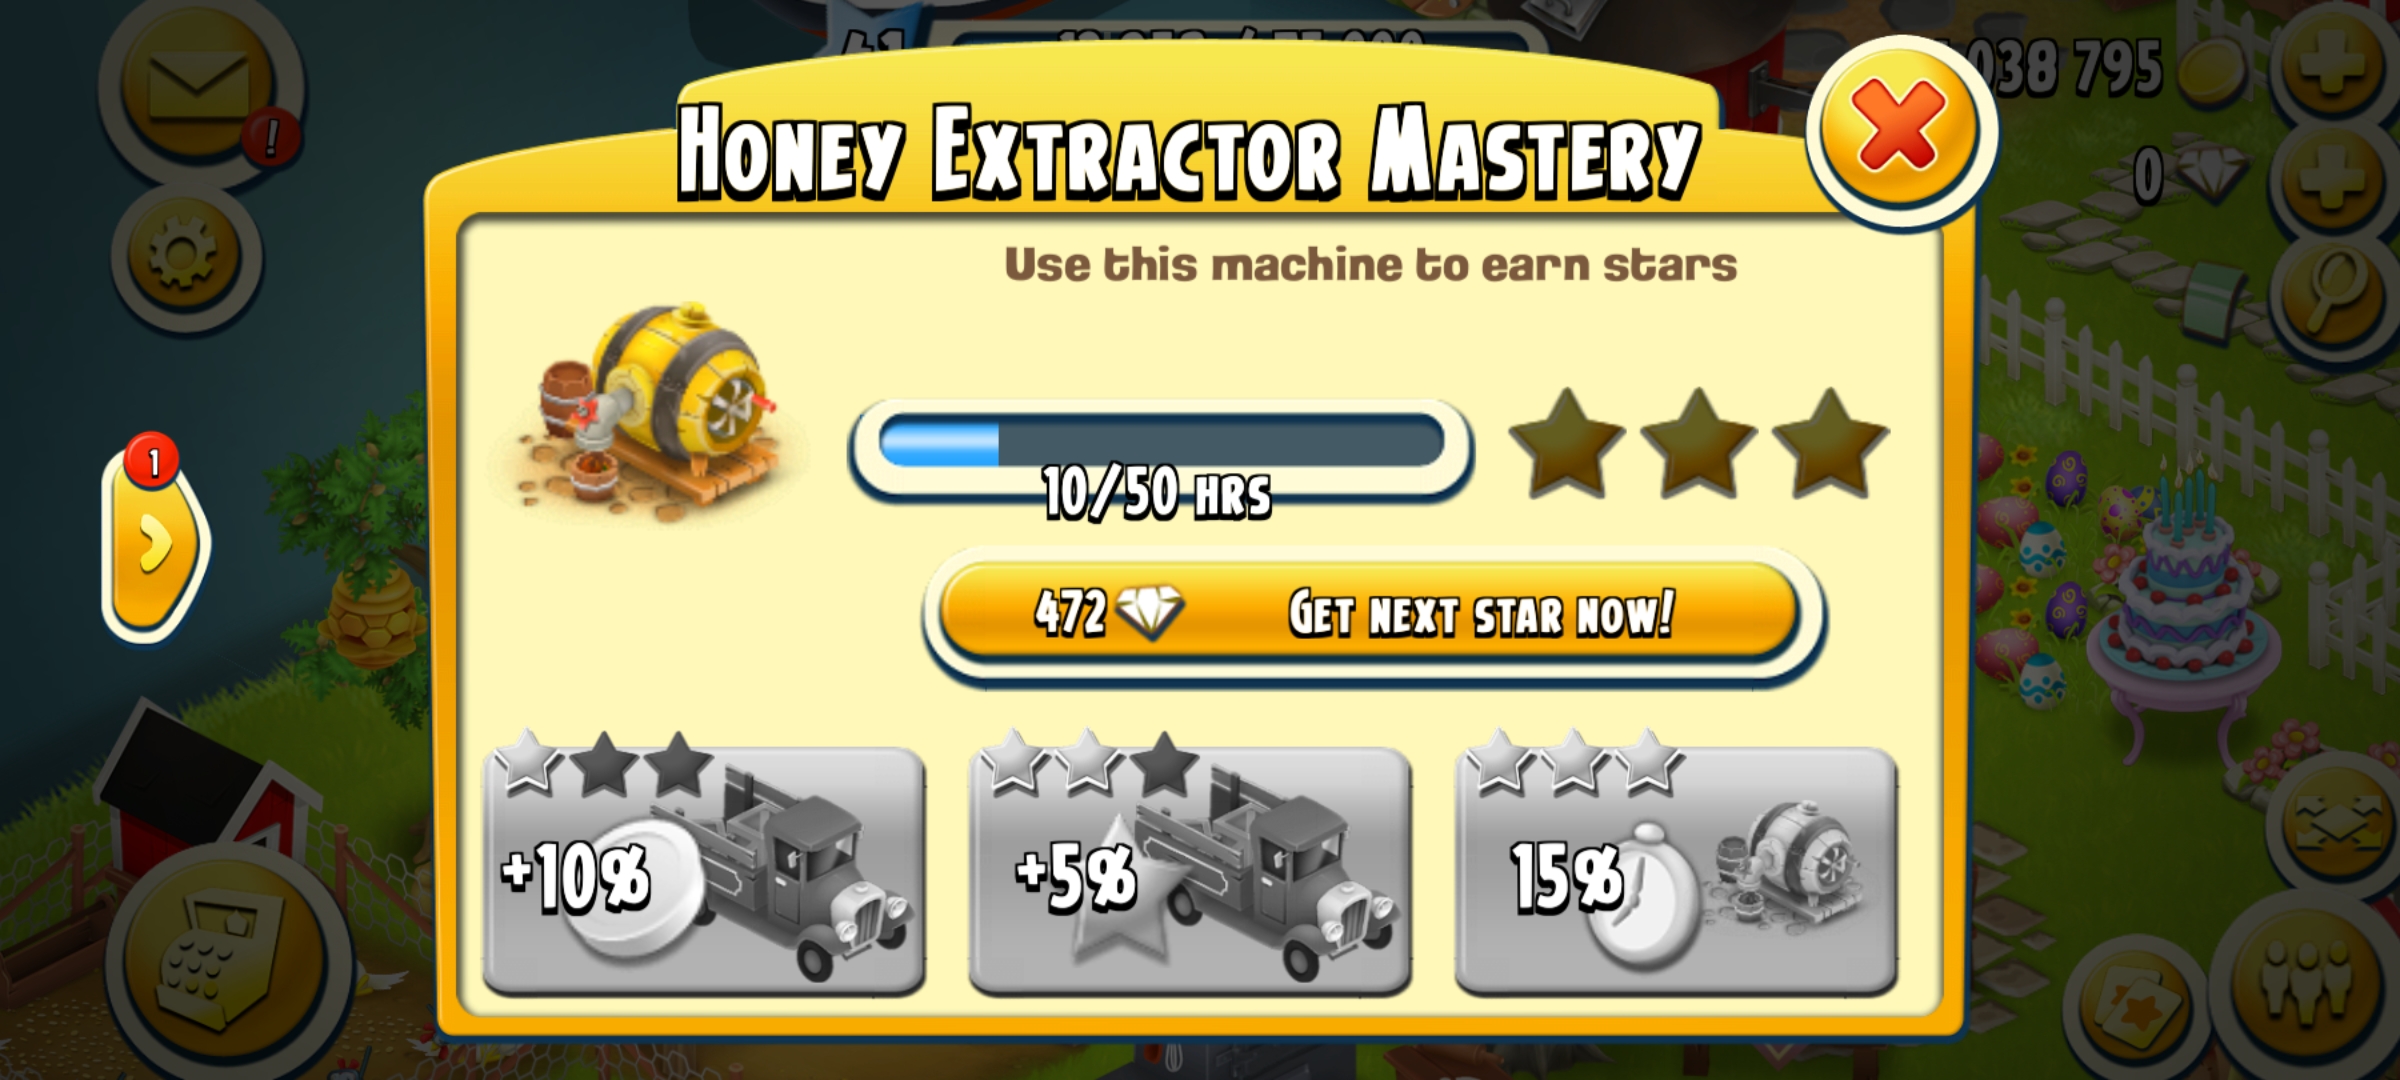 !
038 795
0
HONEY EXTRACTOR MASTERY
Use this machine to earn stars
1
10/50 HRS
472 GET NEXT STAR NOW!
+10%
+5%
15%